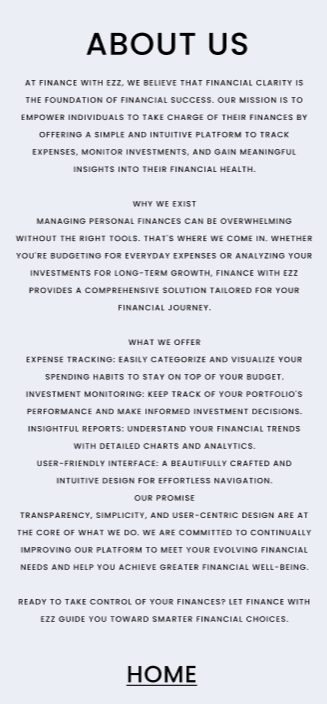 ABOUT US
AT FINANCE WITH EZZ, WE BELIEVE THAT FINANCIAL CLARITY IS
THE FOUNDATION OF FINANCIAL SUCCESS. OUR MISSION IS TO
EMPOWER INDIVIDUALS TO TAKE CHARGE OF THEIR FINANCES BY
OFFERING A SIMPLE AND INTUITIVE PLATFORM TO TRACK
EXPENSES, MONITOR INVESTMENTS, AND GAIN MEANINGFUL
INSIGHTS INTO THEIR FINANCIAL HEALTH.
WHY WE EXIST
MANAGING PERSONAL FINANCES CAN BE OVERWHELMING
WITHOUT THE RIGHT TOOLS. THAT'S WHERE WE COME IN. WHETHER
YOU'RE BUDGETING FOR EVERYDAY EXPENSES OR ANALYZING YOUR
INVESTMENTS FOR LONG-TERM GROWTH, FINANCE WITH EZZ
PROVIDES A COMPREHENSIVE SOLUTION TAILORED FOR YOUR
FINANCIAL JOURNEY.
WHAT WE OFFER
EXPENSE TRACKING: EASILY CATEGORIZE AND VISUALIZE YOUR
SPENDING HABITS TO STAY ON TOP OF YOUR BUDGET.
INVESTMENT MONITORING: KEEP TRACK OF YOUR PORTFOLIO'S
PERFORMANCE AND MAKE INFORMED INVESTMENT DECISIONS.
INSIGHTFUL REPORTS: UNDERSTAND YOUR FINANCIAL TRENDS
WITH DETAILED CHARTS AND ANALYTICS.
USER-FRIENDLY INTERFACE: A BEAUTIFULLY CRAFTED AND
INTUITIVE DESIGN FOR EFFORTLESS NAVIGATION.
OUR PROMISE
TRANSPARENCY, SIMPLICITY, AND USER-CENTRIC DESIGN ARE AT
THE CORE OF WHAT WE DO. WE ARE COMMITTED TO CONTINUALLY
IMPROVING OUR PLATFORM TO MEET YOUR EVOLVING FINANCIAL
NEEDS AND HELP YOU ACHIEVE GREATER FINANCIAL WELL-BEING.
READY TO TAKE CONTROL OF YOUR FINANCES? LET FINANCE WITH
EZZ GUIDE YOU TOWARD SMARTER FINANCIAL CHOICES.
HOME